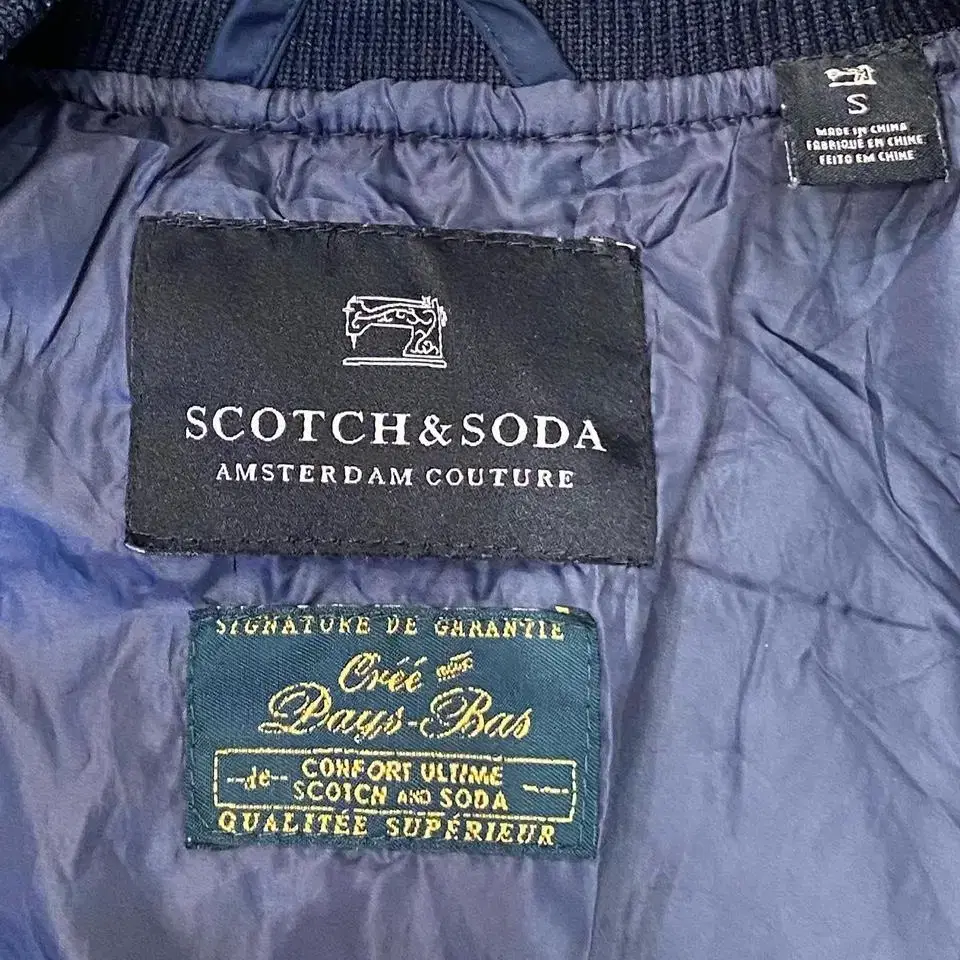 S
MADE IN CHINA
FABRIQUÉ EN CHINE
FEITO EM CHINE
SCOTCH & SODA
AMSTERDAM COUTURE
SIGNATURE DE GARANTIE
Créé
Pays-Bas
--de-- CONFORT ULTIME
SCOTCH AND SODA
QUALITÉE SUPÉRIEUR